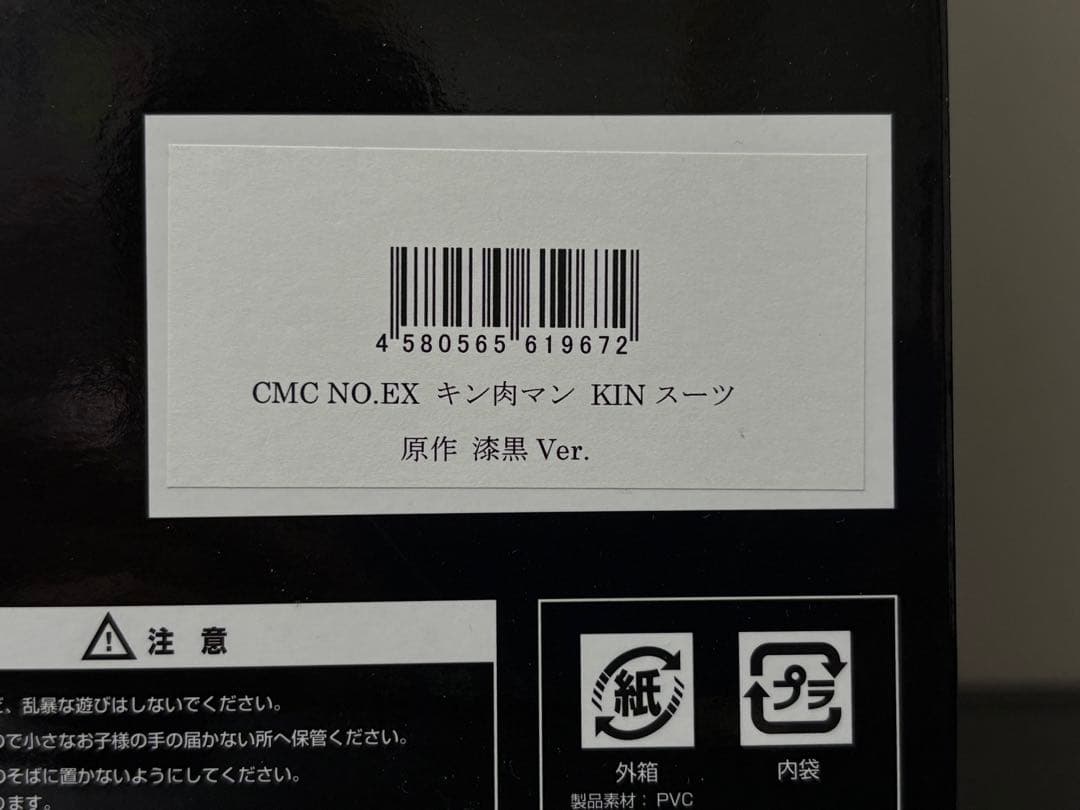 4 580565 619672
CMC NO.EX キン肉マン KIN スーツ
原作 漆黒 Ver.
注 意
、乱暴な遊びはしないでください。
で小さなお子様の手の届かない所へ保管ください。
のそばに置かないようにしてください。
ります。
紙
プラ
外箱
内袋
製品素材：PVC